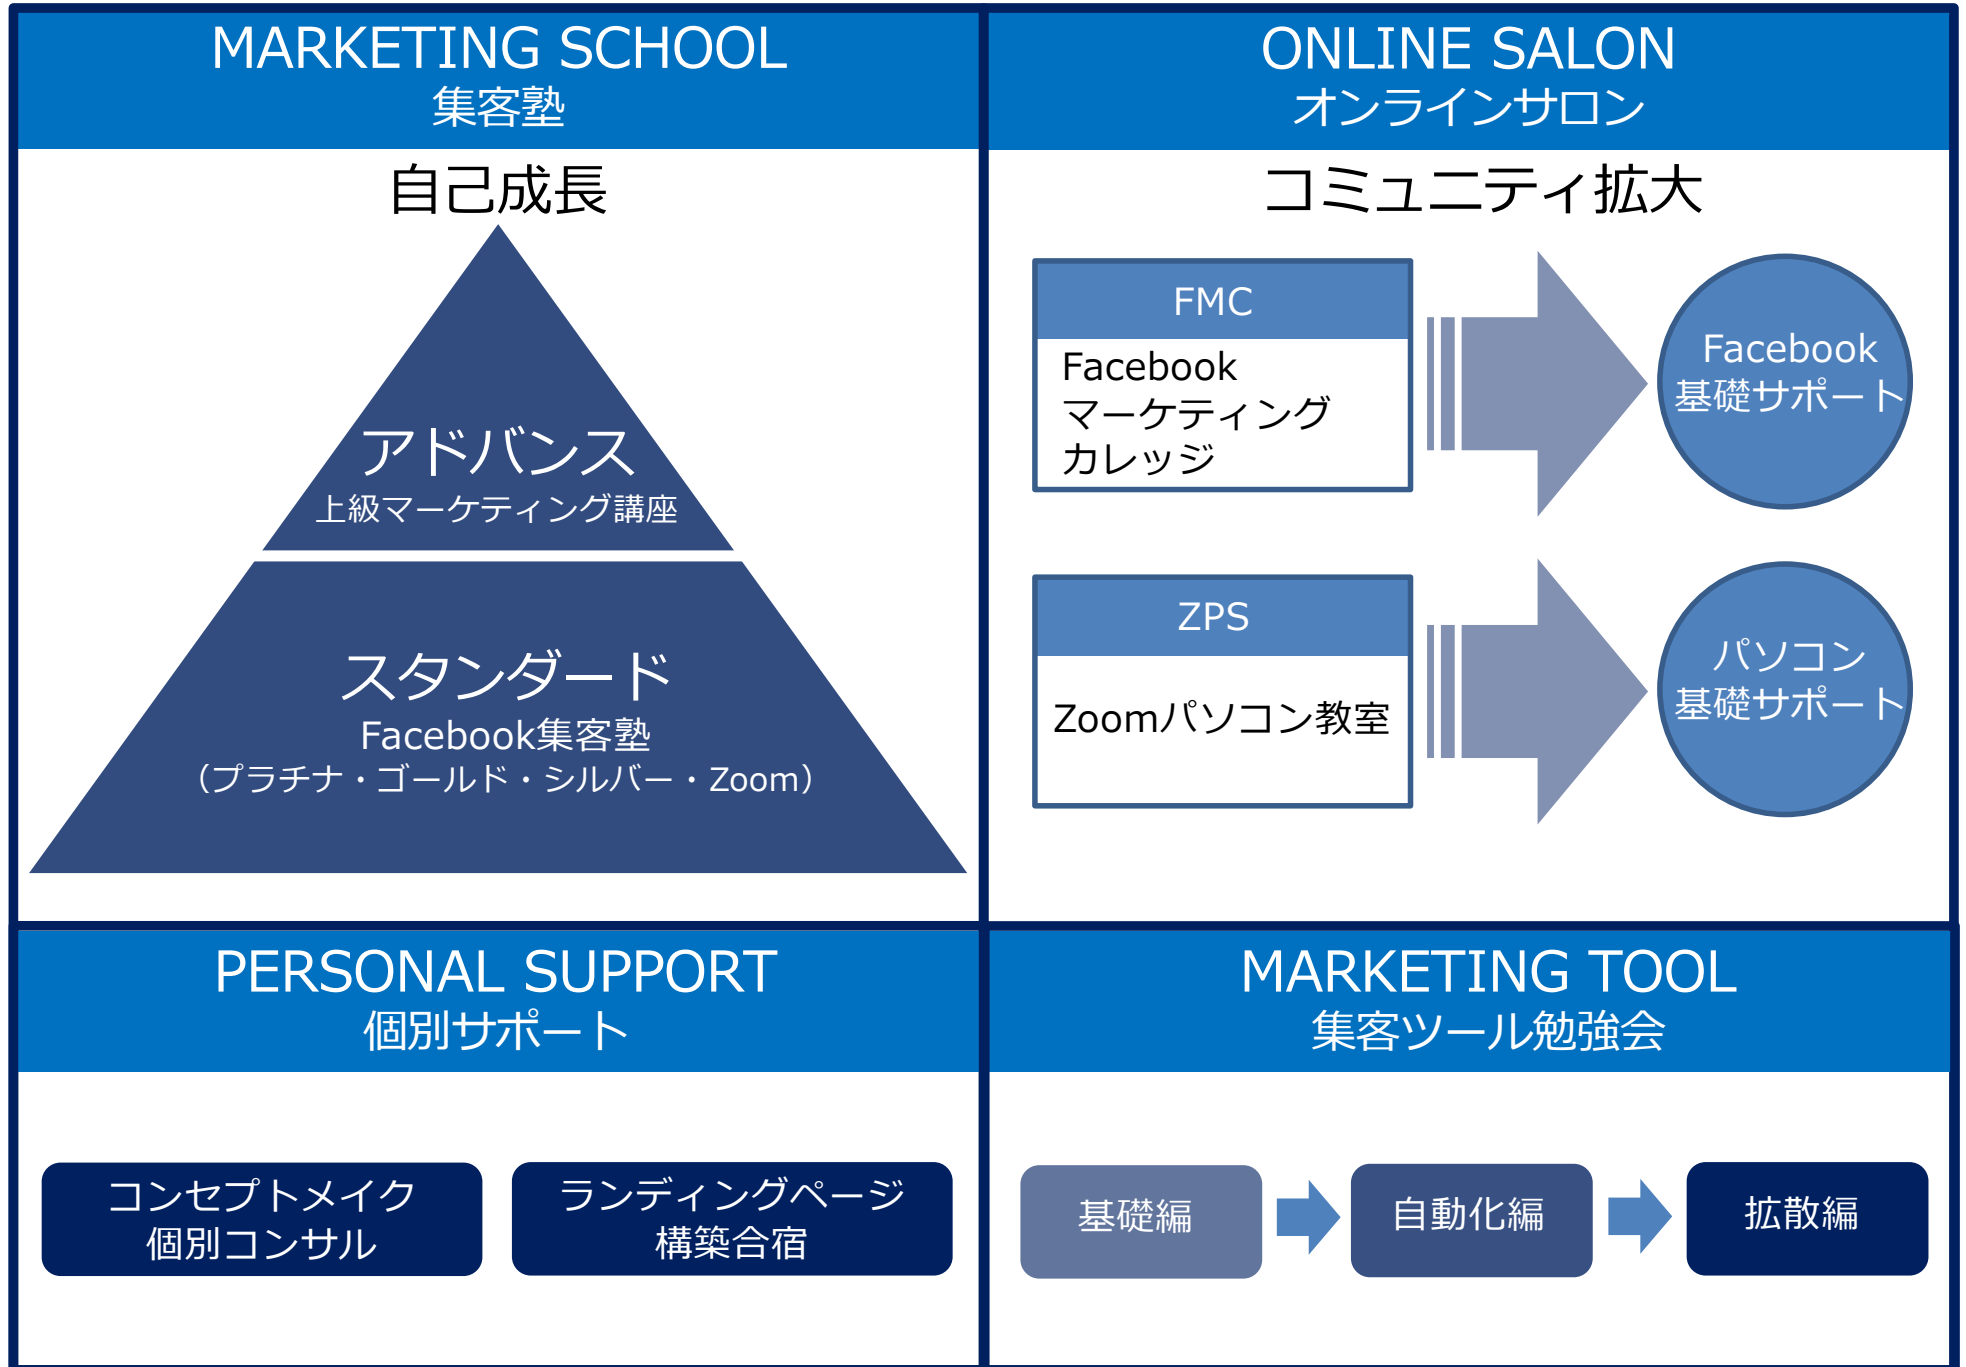 MARKETING SCHOOL
集客塾
自己成長
アドバンス
上級マーケティング講座
スタンダード
Facebook集客塾
（プラチナ・ゴールド・シルバー・Zoom）
ONLINE SALON
オンラインサロン
コミュニティ拡大
FMC
Facebook
マーケティング
カレッジ
Facebook
基礎サポート
ZPS
Zoomパソコン教室
パソコン
基礎サポート
PERSONAL SUPPORT
個別サポート
コンセプトメイク
個別コンサル
ランディングページ
構築合宿
MARKETING TOOL
集客ツール勉強会
基礎編
自動化編
拡散編